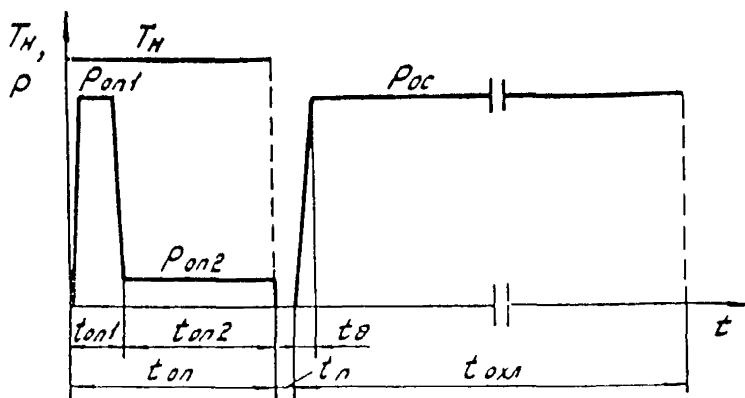 Tн,
P
Tн
Pоп1
Pос
Pоп2
tоп1
tоп2
tв
t
tоп
tп
tохл